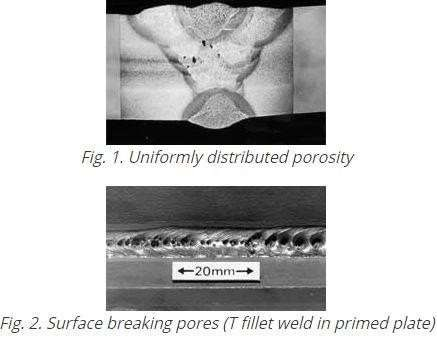 Fig. 1. Uniformly distributed porosity
20mm
Fig. 2. Surface breaking pores (T fillet weld in primed plate)